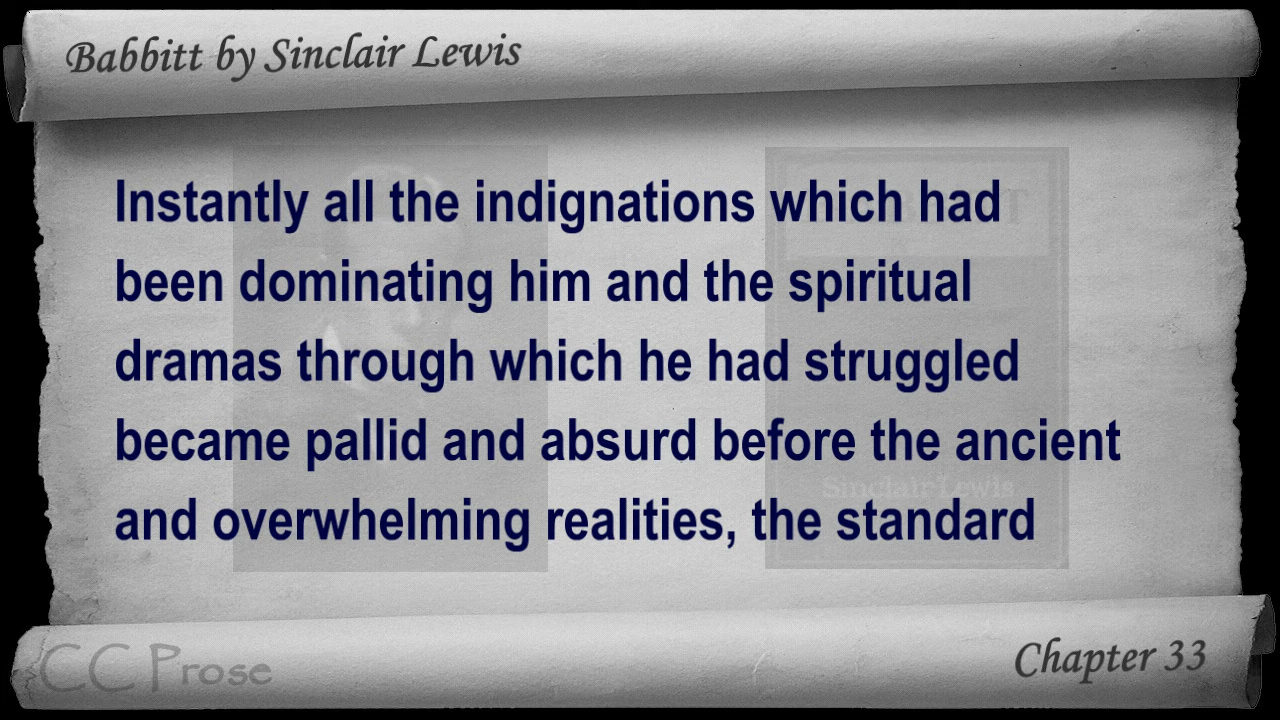 Babbitt by Sinclair Lewis
Instantly all the indignations which had
been dominating him and the spiritual
dramas through which he had struggled
became pallid and absurd before the ancient
and overwhelming realities, the standard
Sinclair Lewis
CC Prose
Chapter 33